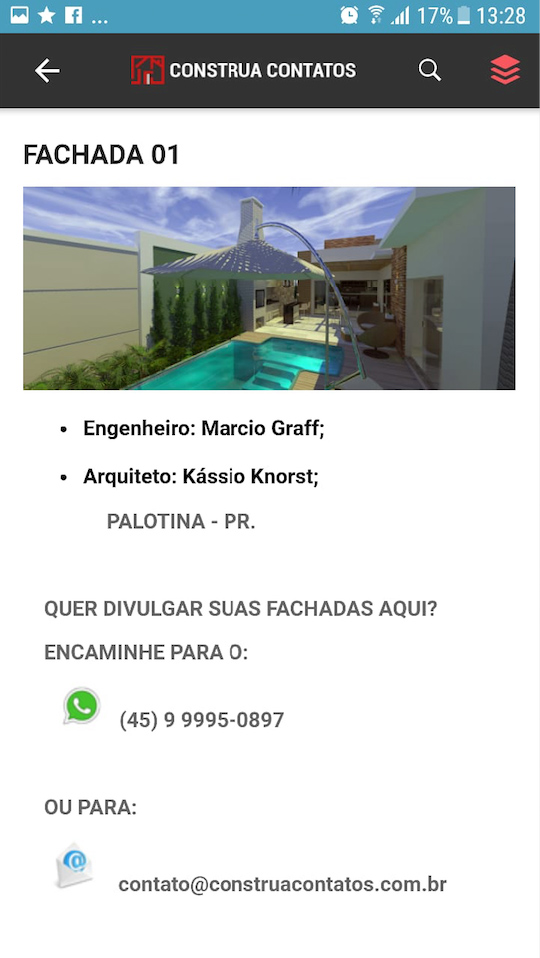 ... 17% 13:28
CONSTRUA CONTATOS
FACHADA 01
• Engenheiro: Marcio Graff;
• Arquiteto: Kássio Knorst;
PALOTINA - PR.
QUER DIVULGAR SUAS FACHADAS AQUI?
ENCAMINHE PARA O:
(45) 9 9995-0897
OU PARA:
contato@construacontatos.com.br